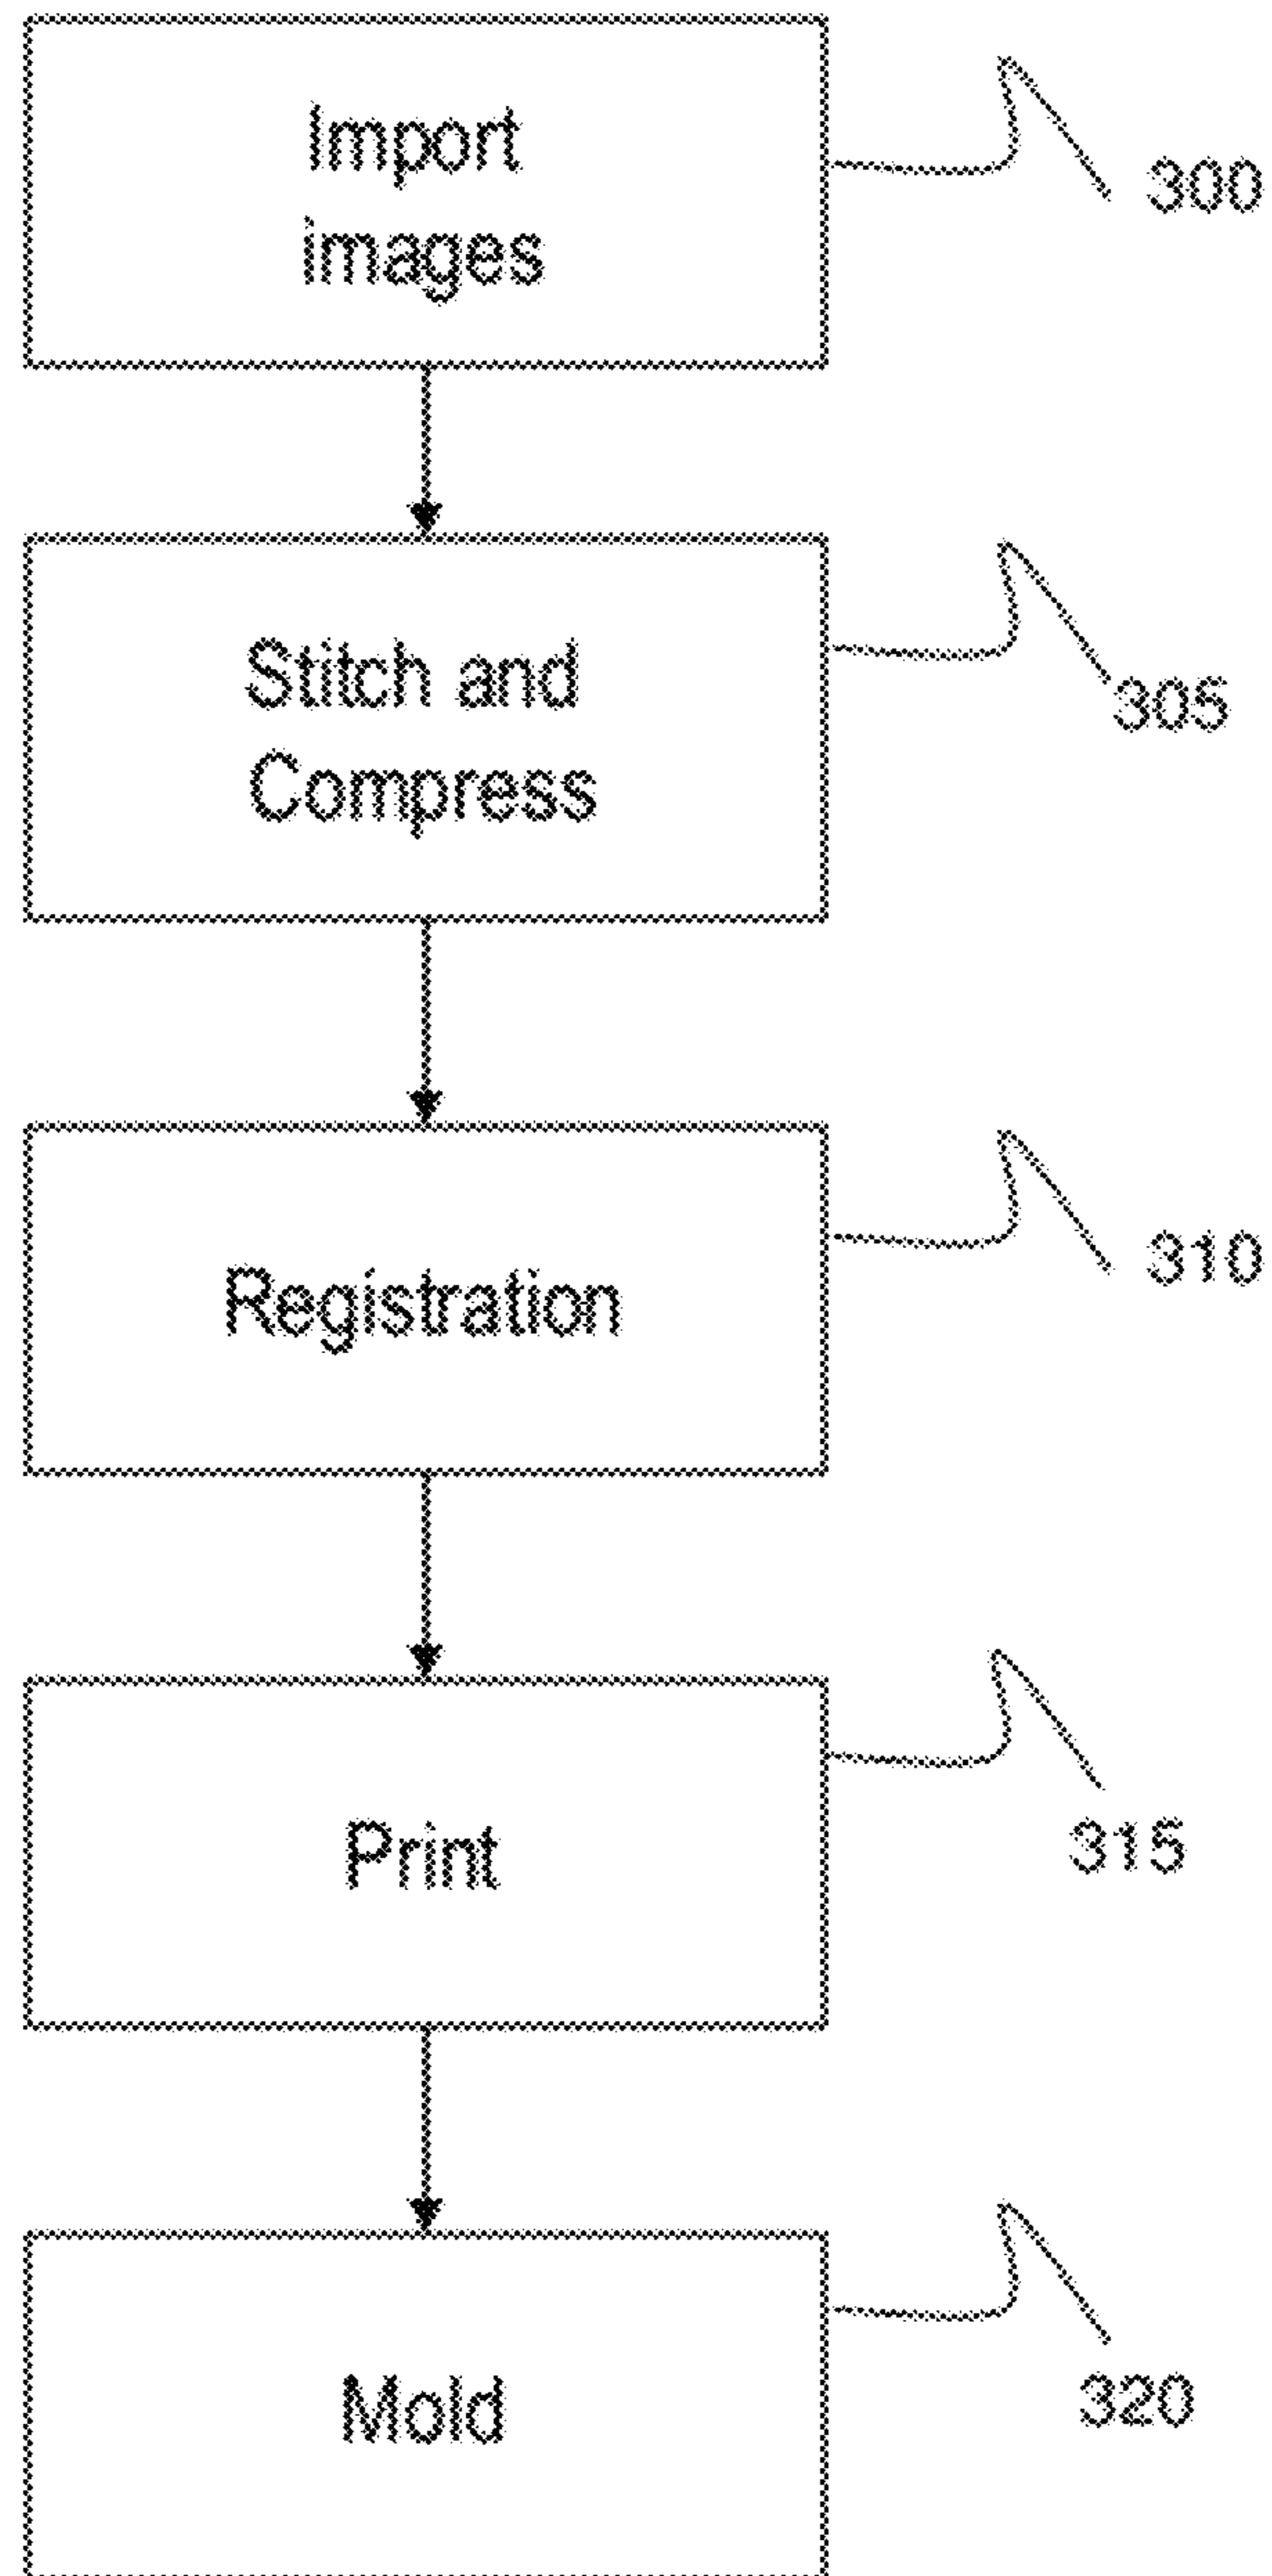 Import
images
300
Stitch and
Compress
305
Registration
310
Print
315
Mold
320